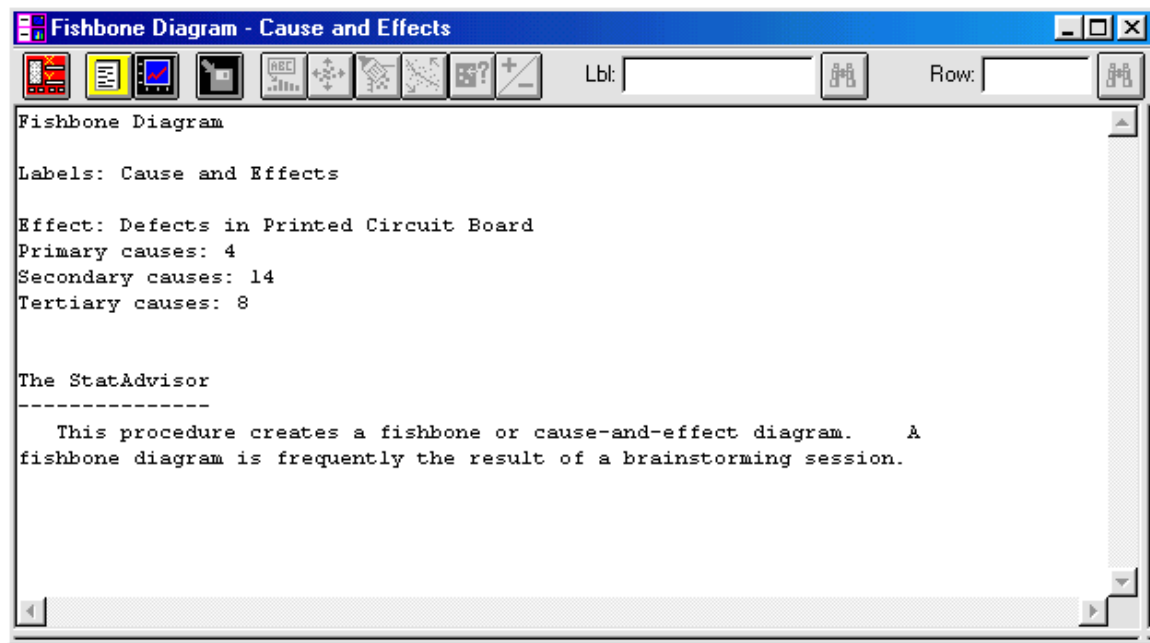 Fishbone Diagram - Cause and Effects
ABC ? Lbl: Row:
Fishbone Diagram
Labels: Cause and Effects
Effect: Defects in Printed Circuit Board
Primary causes: 4
Secondary causes: 14
Tertiary causes: 8
The StatAdvisor
---------------
This procedure creates a fishbone or cause-and-effect diagram. A
fishbone diagram is frequently the result of a brainstorming session.